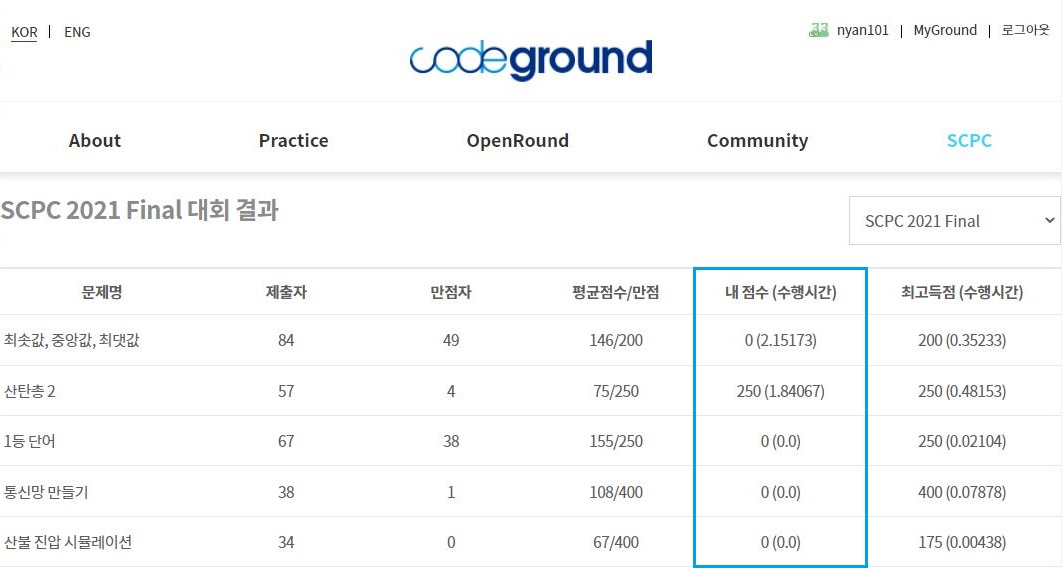 KOR | ENG
nyan101 | MyGround | 로그아웃
codeground
About Practice OpenRound Community SCPC
SCPC 2021 Final 대회 결과
SCPC 2021 Final
문제명 제출자 만점자 평균점수/만점 내 점수 (수행시간) 최고득점 (수행시간)
최솟값, 중앙값, 최댓값 84 49 146/200 0 (2.15173) 200 (0.35233)
산탄총 2 57 4 75/250 250 (1.84067) 250 (0.48153)
1등 단어 67 38 155/250 0 (0.0) 250 (0.02104)
통신망 만들기 38 1 108/400 0 (0.0) 400 (0.07878)
산불 진압 시뮬레이션 34 0 67/400 0 (0.0) 175 (0.00438)